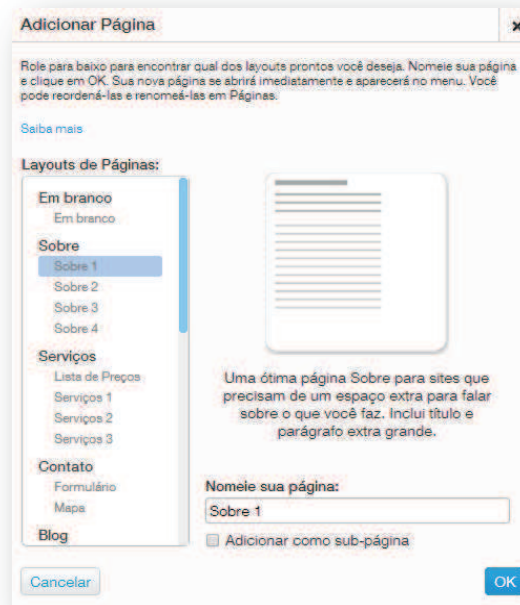 Adicionar Página
Role para baixo para encontrar qual dos layouts prontos você deseja. Nomeie sua página
e clique em OK. Sua nova página se abrirá imediatamente e aparecerá no menu. Você
pode reordená-las e renomeá-las em Páginas.
Saiba mais
Layouts de Páginas:
Em branco
Em branco
Sobre
Sobre 1
Sobre 2
Sobre 3
Sobre 4
Serviços
Lista de Preços
Serviços 1
Serviços 2
Serviços 3
Contato
Formulário
Mapa
Blog
Uma ótima página Sobre para sites que
precisam de um espaço extra para falar
sobre o que você faz. Inclui título e
parágrafo extra grande.
Nomeie sua página:
Sobre 1
Adicionar como sub-página
Cancelar
OK